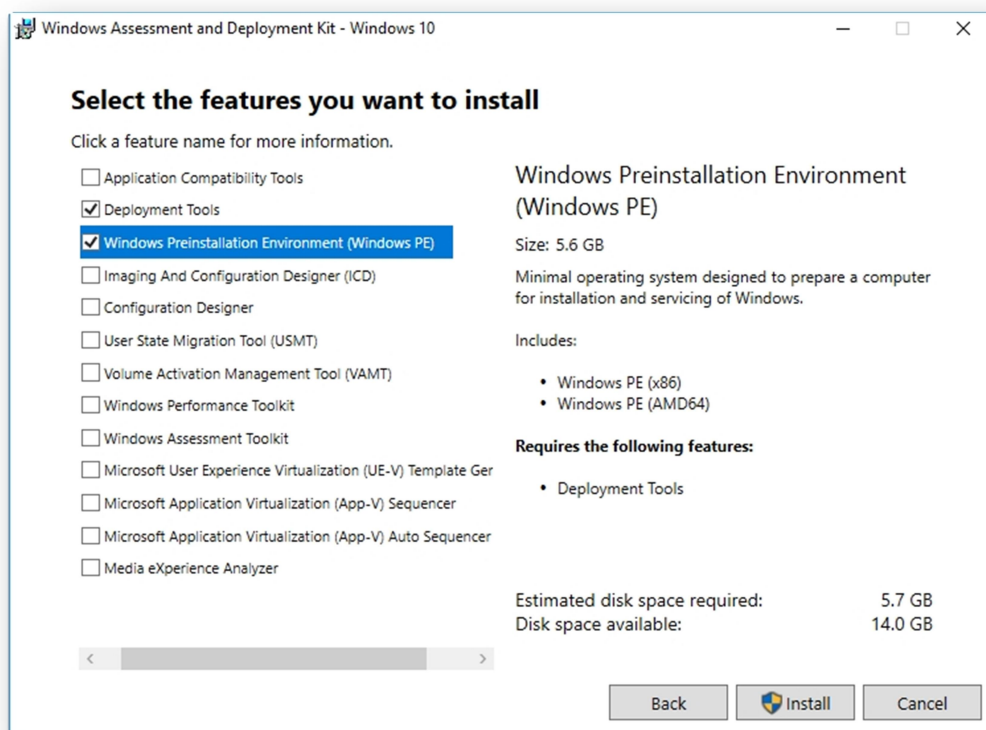 Windows Assessment and Deployment Kit - Windows 10
Select the features you want to install
Click a feature name for more information.
Application Compatibility Tools
Deployment Tools
Windows Preinstallation Environment (Windows PE)
Imaging And Configuration Designer (ICD)
Configuration Designer
User State Migration Tool (USMT)
Volume Activation Management Tool (VAMT)
Windows Performance Toolkit
Windows Assessment Toolkit
Microsoft User Experience Virtualization (UE-V) Template Ger
Microsoft Application Virtualization (App-V) Sequencer
Microsoft Application Virtualization (App-V) Auto Sequencer
Media eXperience Analyzer
Windows Preinstallation Environment
(Windows PE)
Size: 5.6 GB
Minimal operating system designed to prepare a computer
for installation and servicing of Windows.
Includes:
• Windows PE (x86)
• Windows PE (AMD64)
Requires the following features:
• Deployment Tools
Estimated disk space required: 5.7 GB
Disk space available: 14.0 GB
Back Install Cancel